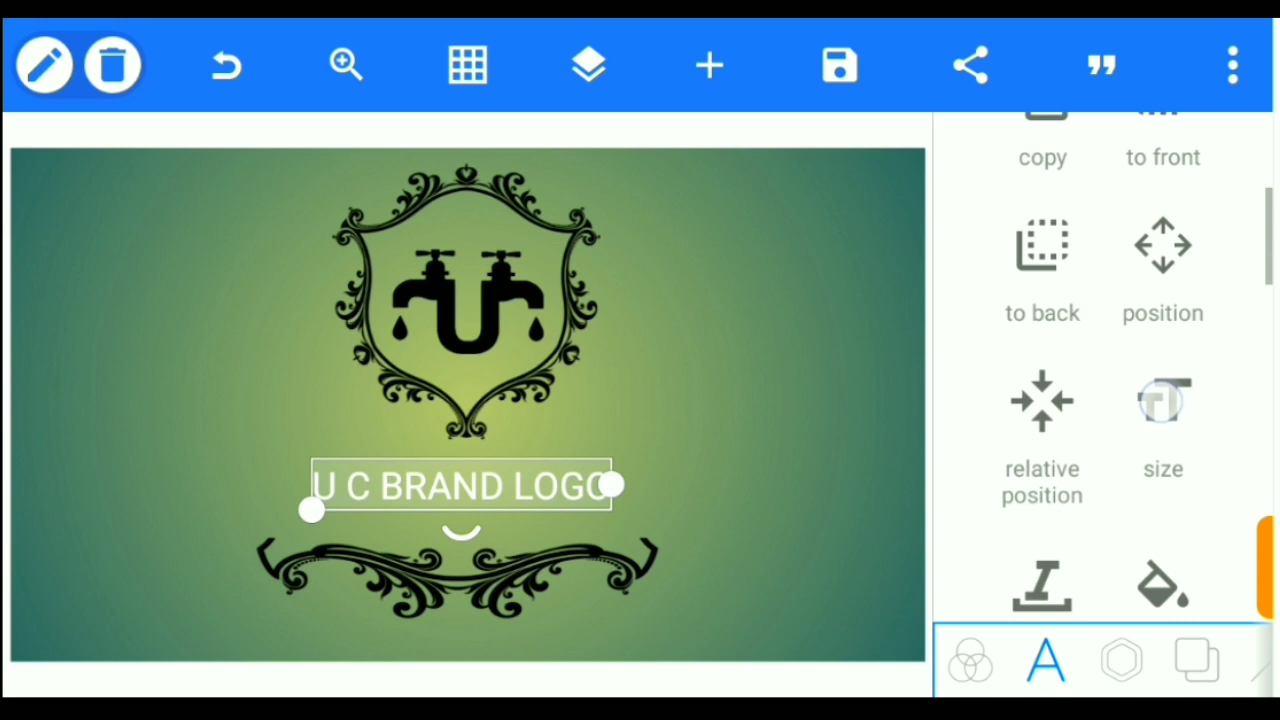 copy
to front
to back
position
relative
position
size
U C BRAND LOGO